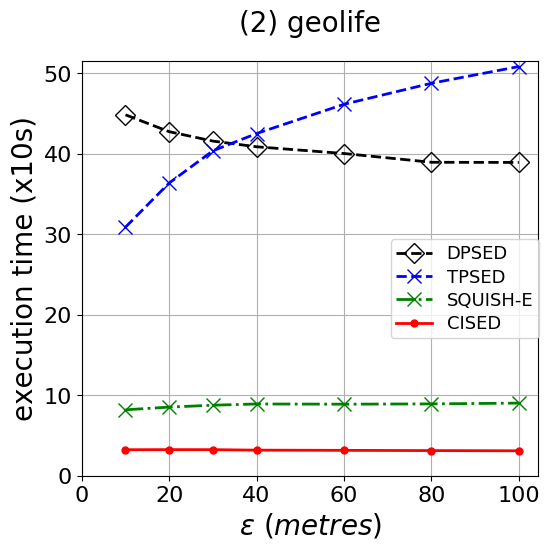 (2) geolife
execution time (x10s)
50
40
30
20
10
0
DPSED
TPSED
SQUISH-E
CISED
0 20 40 60 80 100
ε (metres)